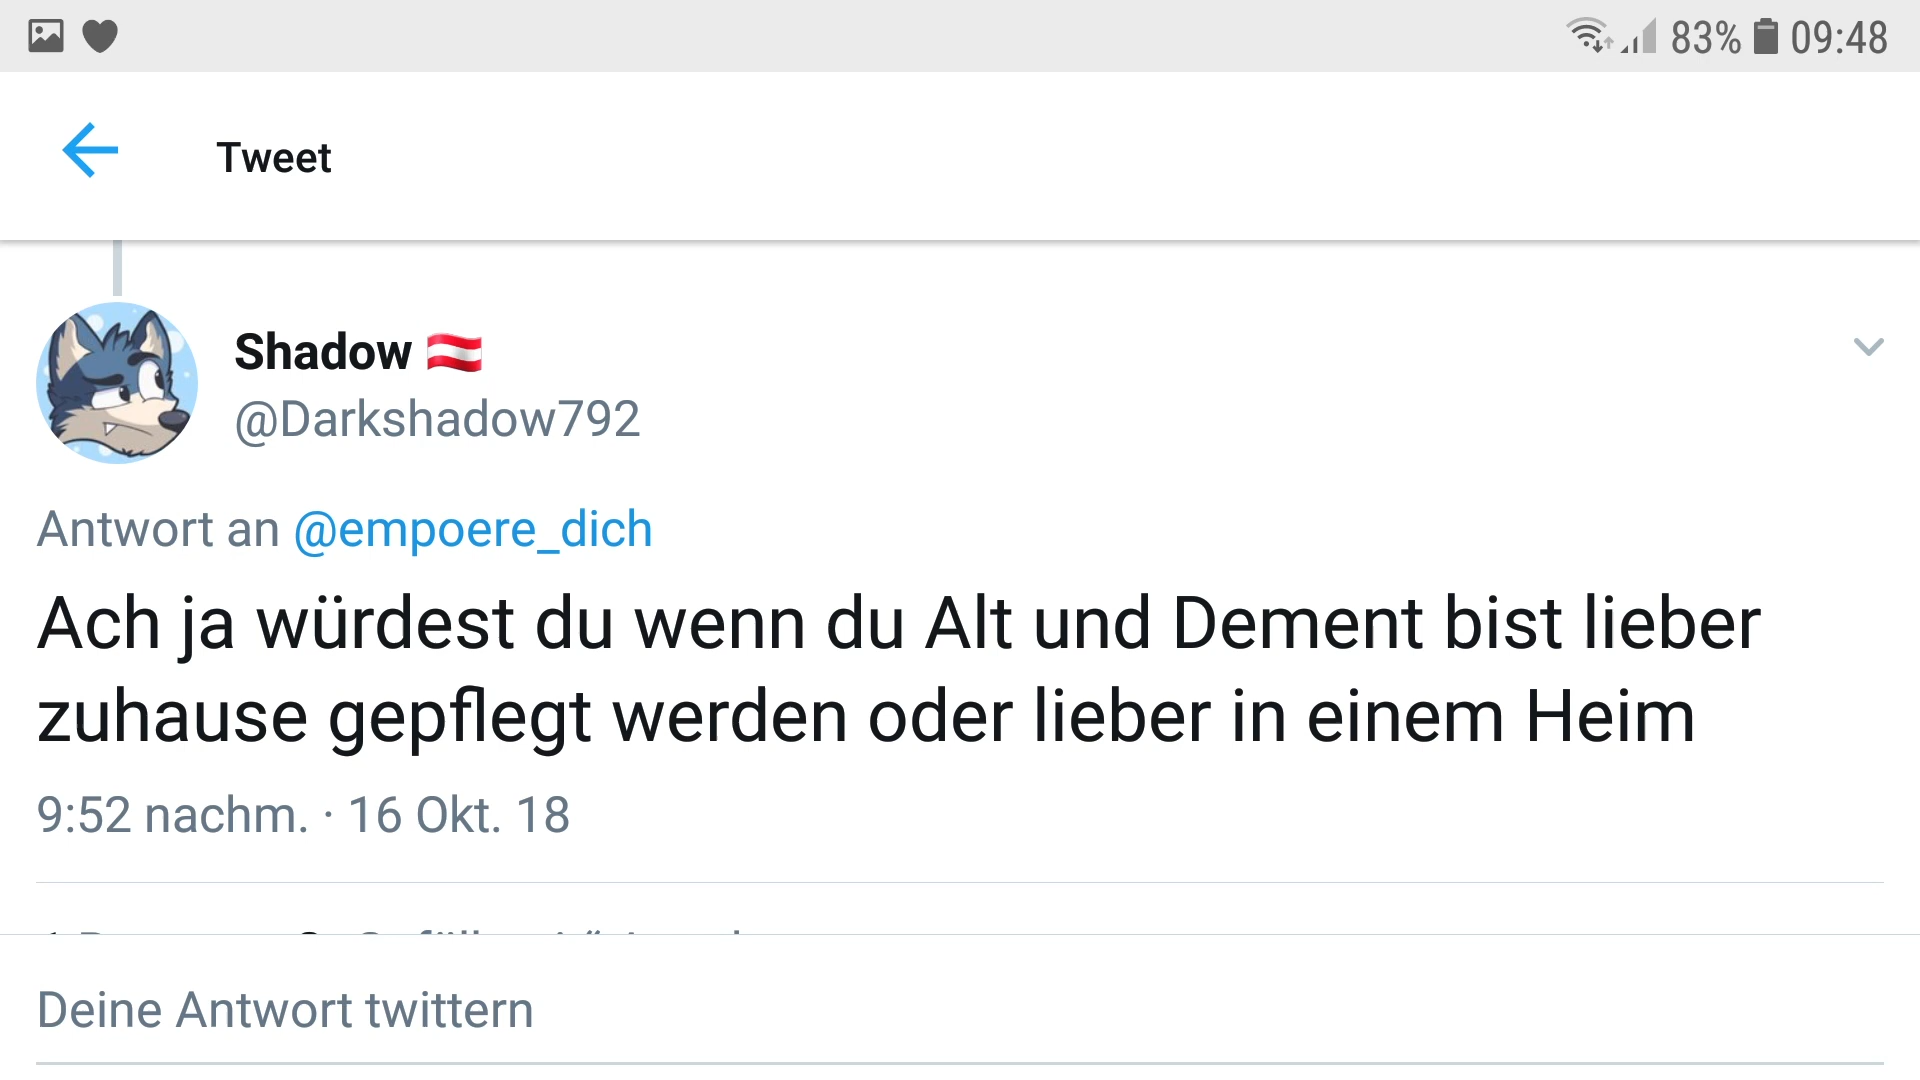 83% 09:48
Tweet
Shadow 🇦🇹
@Darkshadow792
Antwort an @empoere_dich
Ach ja würdest du wenn du Alt und Dement bist lieber
zuhause gepflegt werden oder lieber in einem Heim
9:52 nachm. · 16 Okt. 18
Deine Antwort twittern